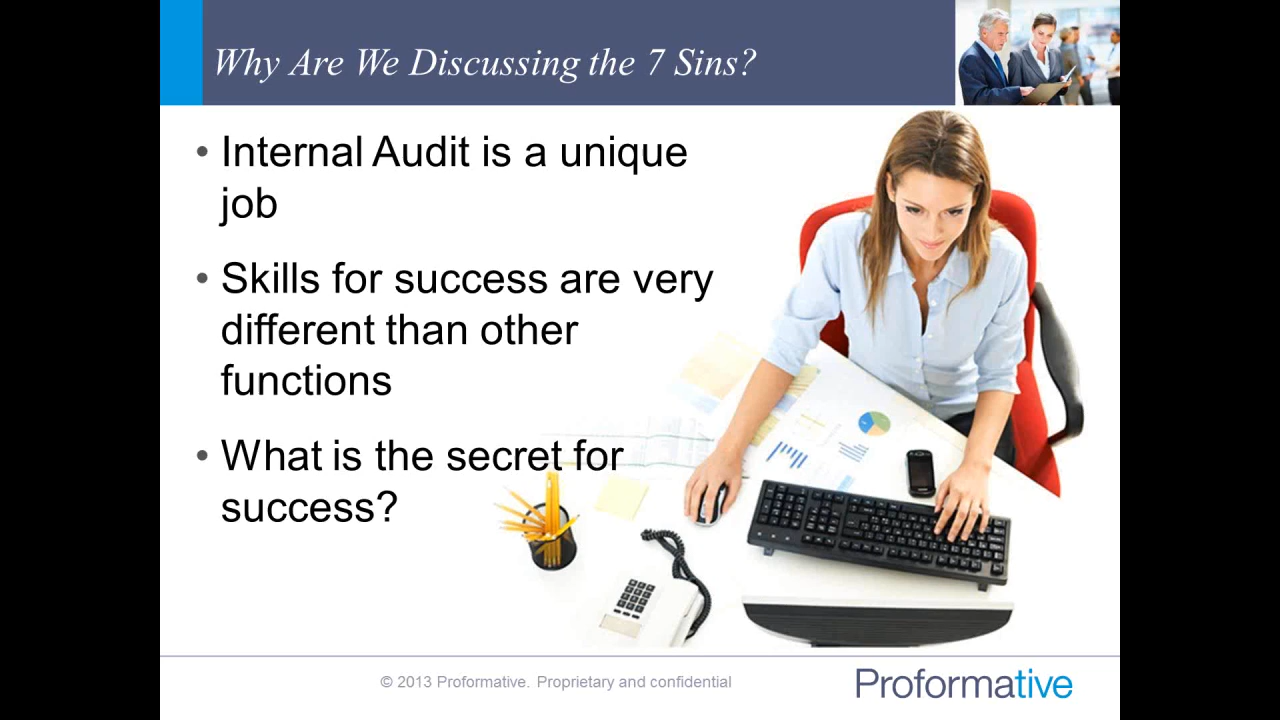 Why Are We Discussing the 7 Sins?
• Internal Audit is a unique
job
• Skills for success are very
different than other
functions
• What is the secret for
success?
© 2013 Proformative. Proprietary and confidential
Proformative